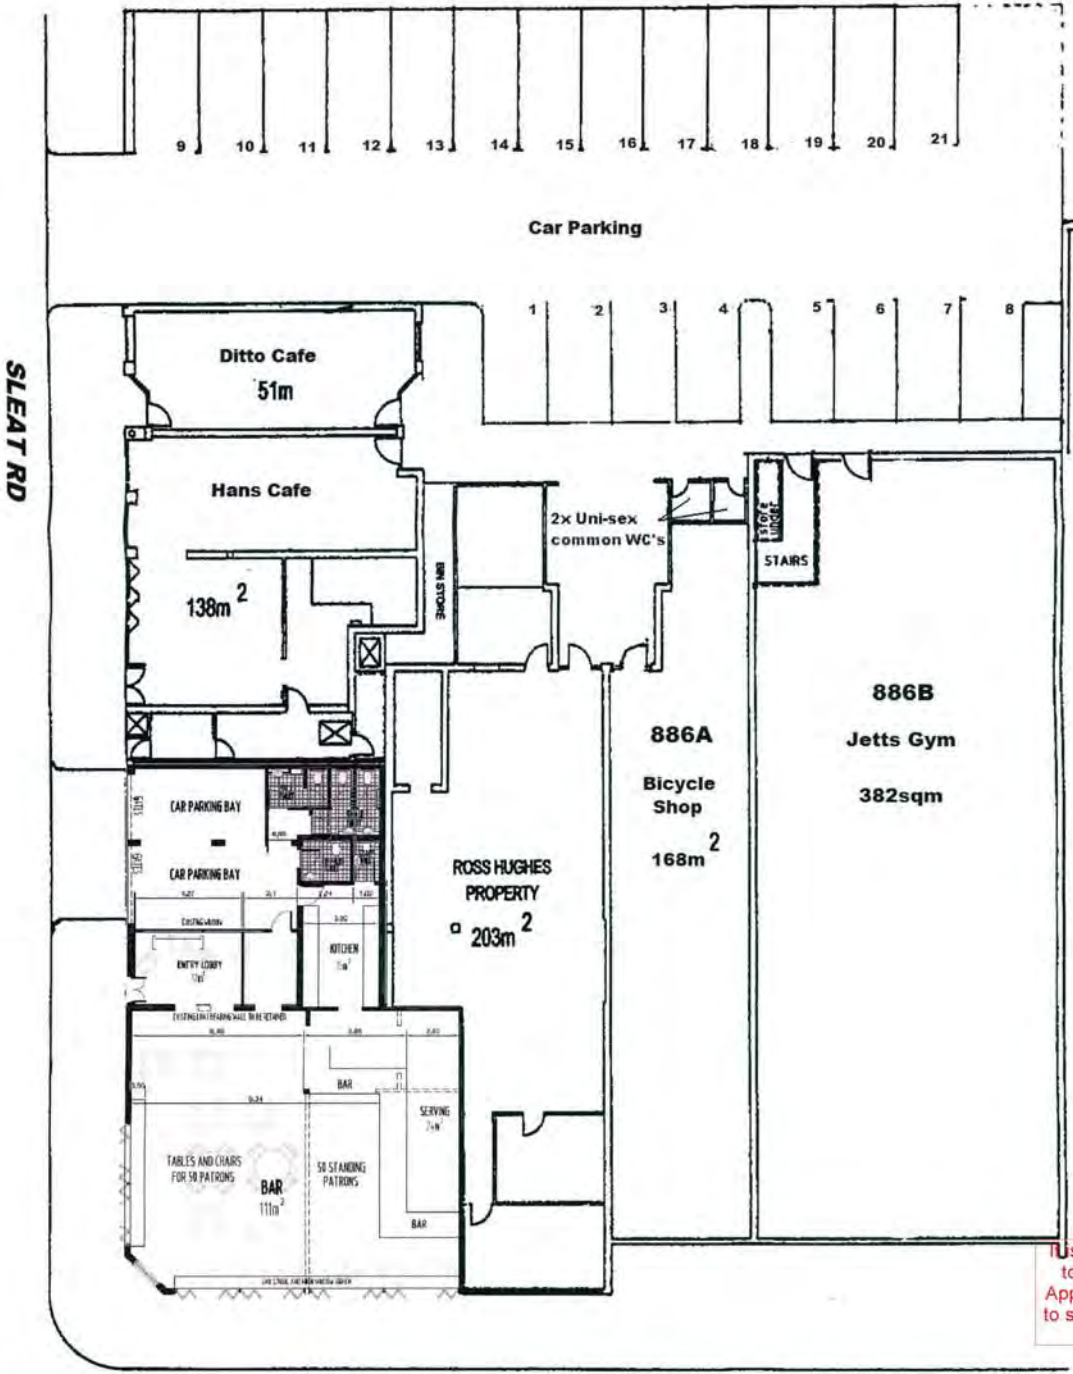 9 10 11 12 13 14 15 16 17 18 19 20 21
Car Parking
1 2 3 4 5 6 7 8
SLEAT RD
Ditto Cafe
51m
Hans Cafe
138m 2
BIN STORE
2x Uni-sex
common WC's
store
under
STAIRS
886A
Bicycle
Shop
168m 2
886B
Jetts Gym
382sqm
CAR PARKING BAY
CAR PARKING BAY
ROSS HUGHES
PROPERTY
203m 2
ENTRY LOBBY
KITCHEN
BAR
SERVING
TABLES AND CHAIRS
FOR 50 PATRONS
50 STANDING
PATRONS
BAR
111m2
BAR
to
App
to s